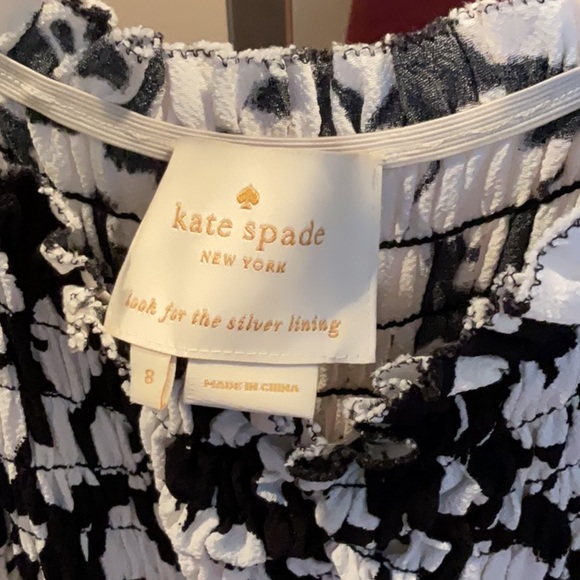 kate spade
NEW YORK
look for the silver lining
8
MADE IN CHINA